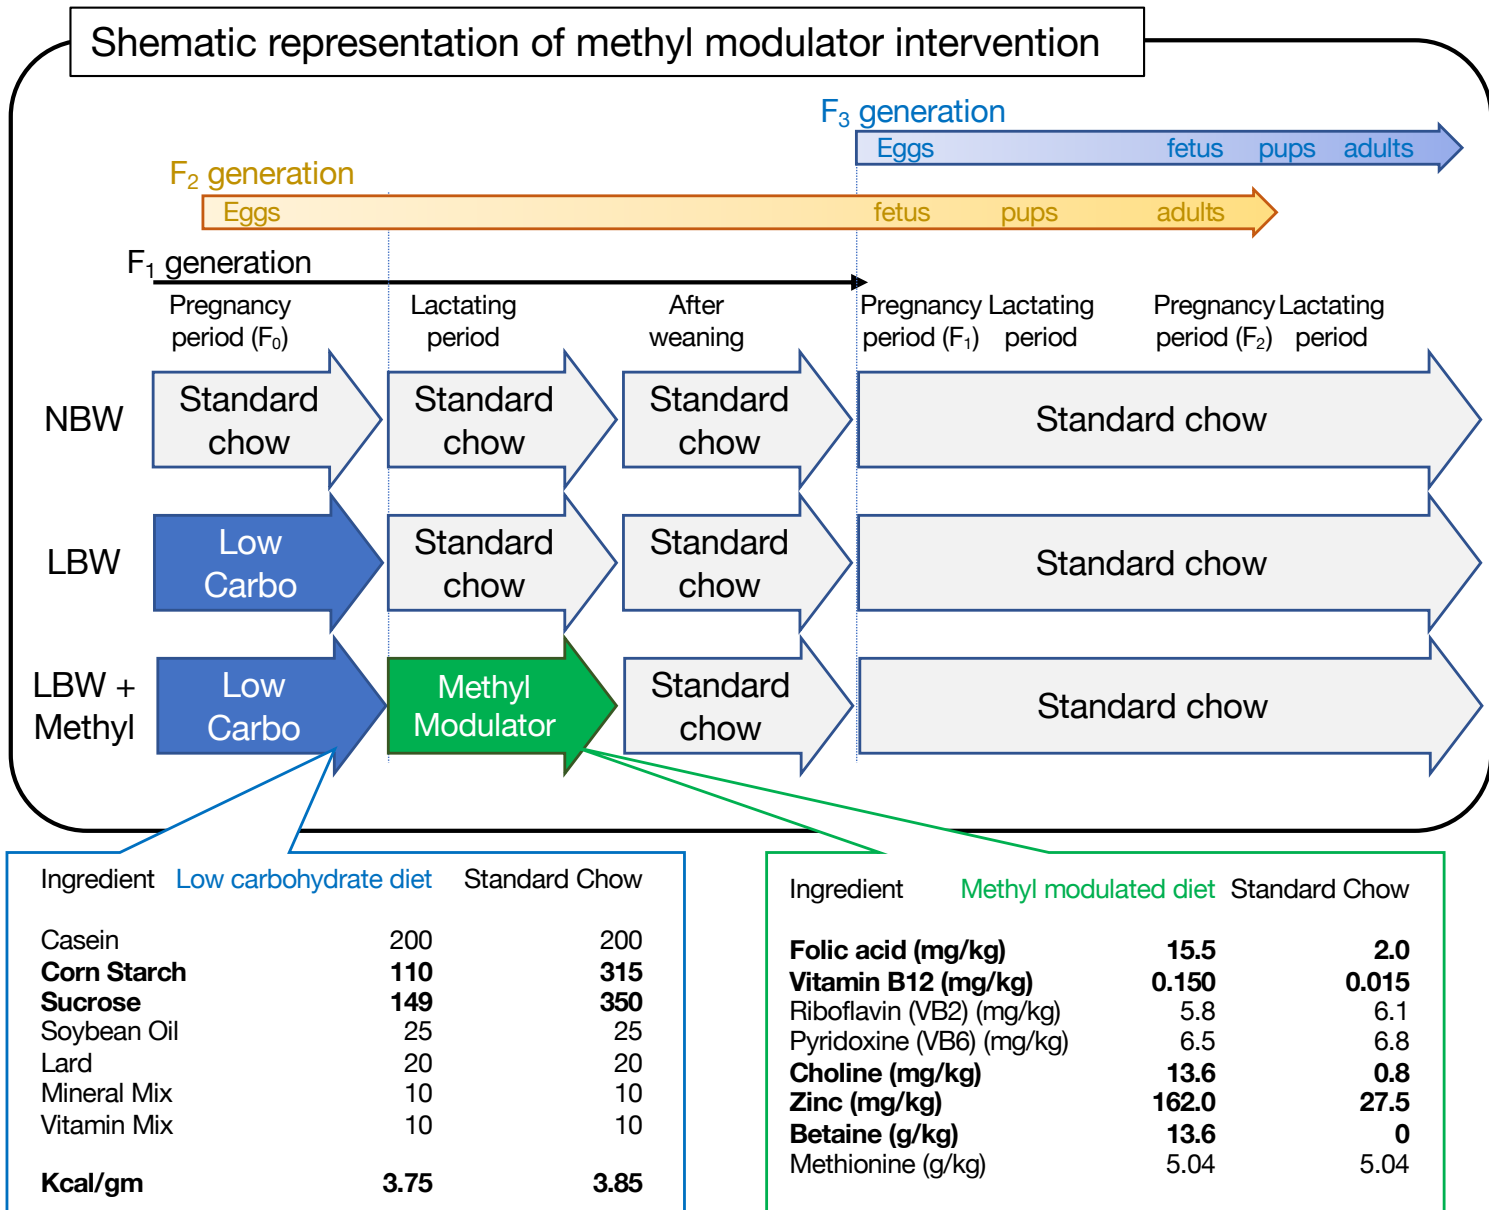 Shematic representation of methyl modulator intervention
F3 generation
Eggs fetus pups adults
F2 generation
Eggs fetus pups adults
F1 generation
Pregnancy Lactating After Pregnancy Lactating Pregnancy Lactating
period (F0) period weaning period (F1) period period (F2) period
NBW
Standard chow
Standard chow
Standard chow
Standard chow
LBW
Low Carbo
Standard chow
Standard chow
Standard chow
LBW + Methyl
Low Carbo
Methyl Modulator
Standard chow
Standard chow
Ingredient Low carbohydrate diet Standard Chow
Casein 200 200
Corn Starch 110 315
Sucrose 149 350
Soybean Oil 25 25
Lard 20 20
Mineral Mix 10 10
Vitamin Mix 10 10
Kcal/gm 3.75 3.85
Ingredient Methyl modulated diet Standard Chow
Folic acid (mg/kg) 15.5 2.0
Vitamin B12 (mg/kg) 0.150 0.015
Riboflavin (VB2) (mg/kg) 5.8 6.1
Pyridoxine (VB6) (mg/kg) 6.5 6.8
Choline (mg/kg) 13.6 0.8
Zinc (mg/kg) 162.0 27.5
Betaine (g/kg) 13.6 0
Methionine (g/kg) 5.04 5.04